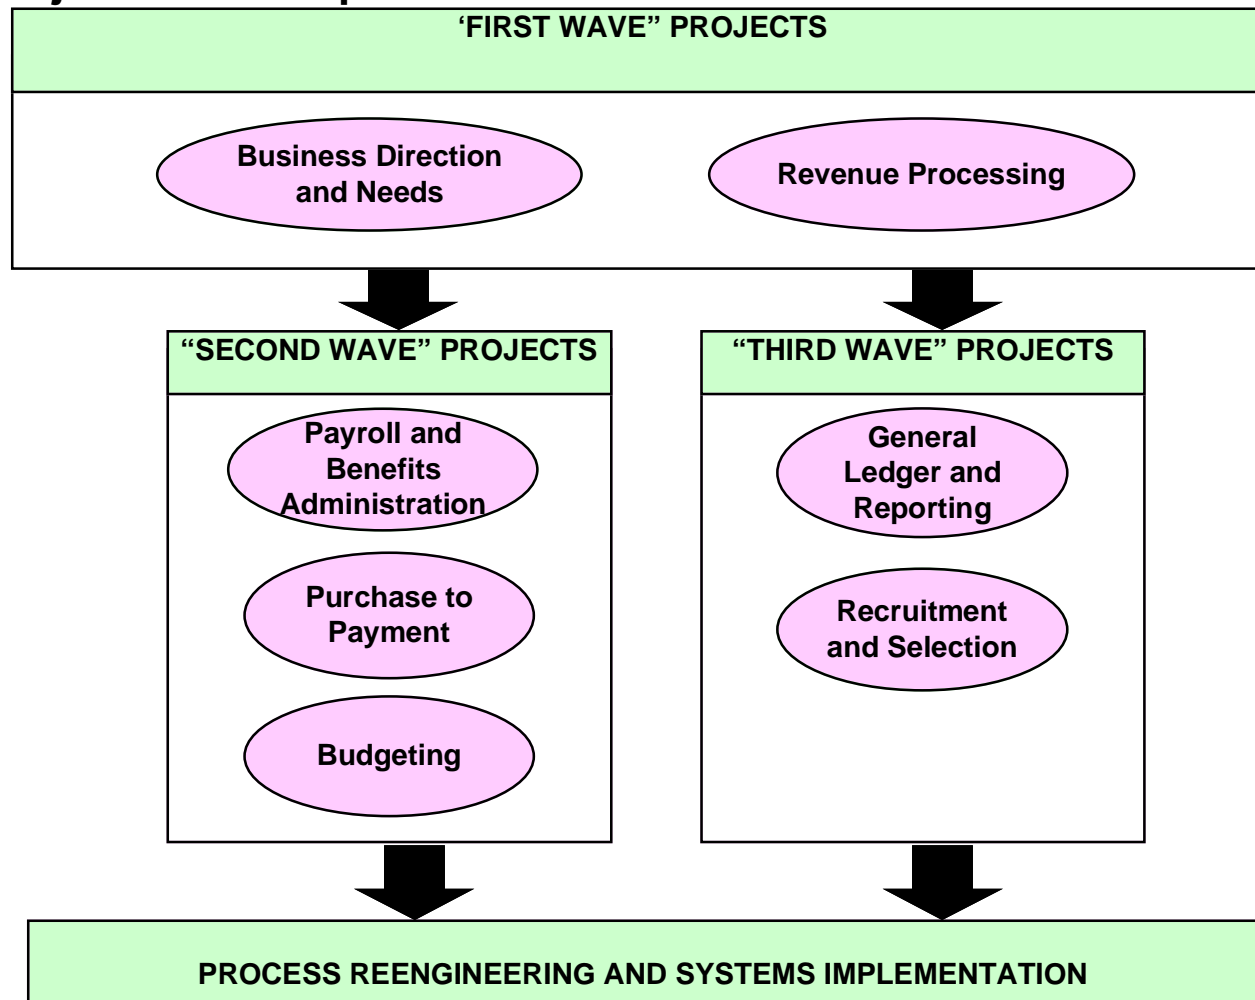 ‘FIRST WAVE” PROJECTS
Business Direction
and Needs
Revenue Processing
“SECOND WAVE” PROJECTS
Payroll and
Benefits
Administration
Purchase to
Payment
Budgeting
“THIRD WAVE” PROJECTS
General
Ledger and
Reporting
Recruitment
and Selection
PROCESS REENGINEERING AND SYSTEMS IMPLEMENTATION